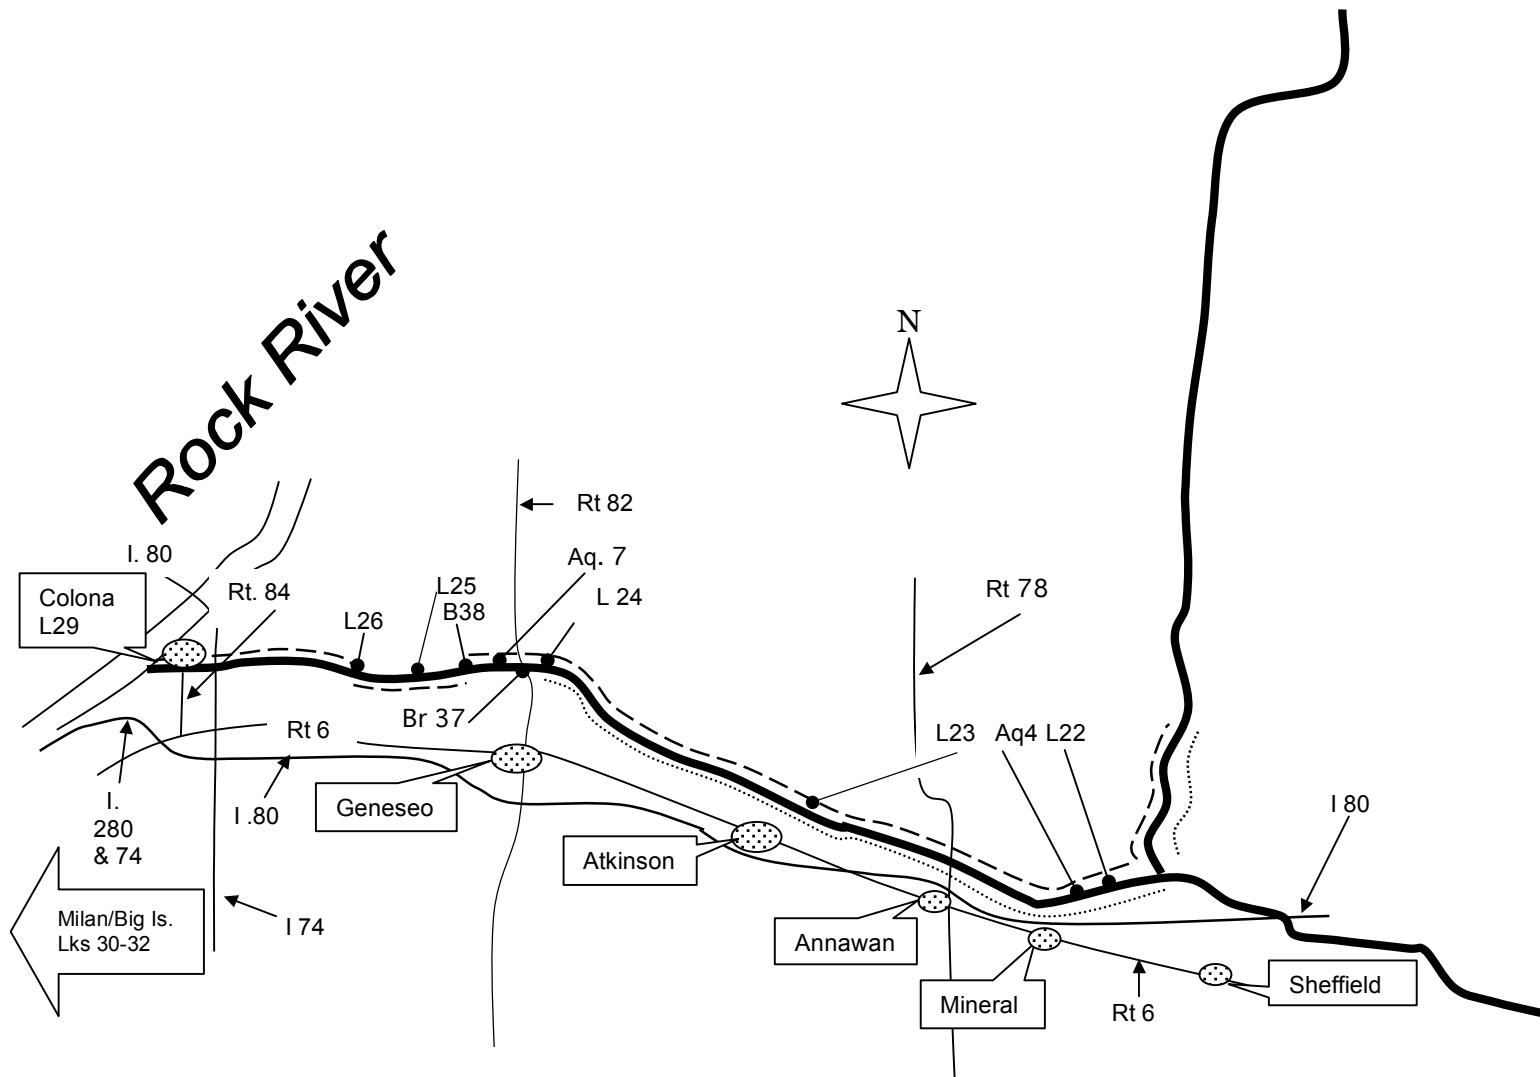 Rock River
N
Rt 82
I. 80
Aq. 7
Rt. 84
L25
L 24
Rt 78
Colona
L29
B38
L26
Br 37
Rt 6
L23
Aq4
L22
I.
280
& 74
I .80
Geneseo
I 80
Atkinson
Milan/Big Is.
Lks 30-32
I 74
Annawan
Mineral
Sheffield
Rt 6